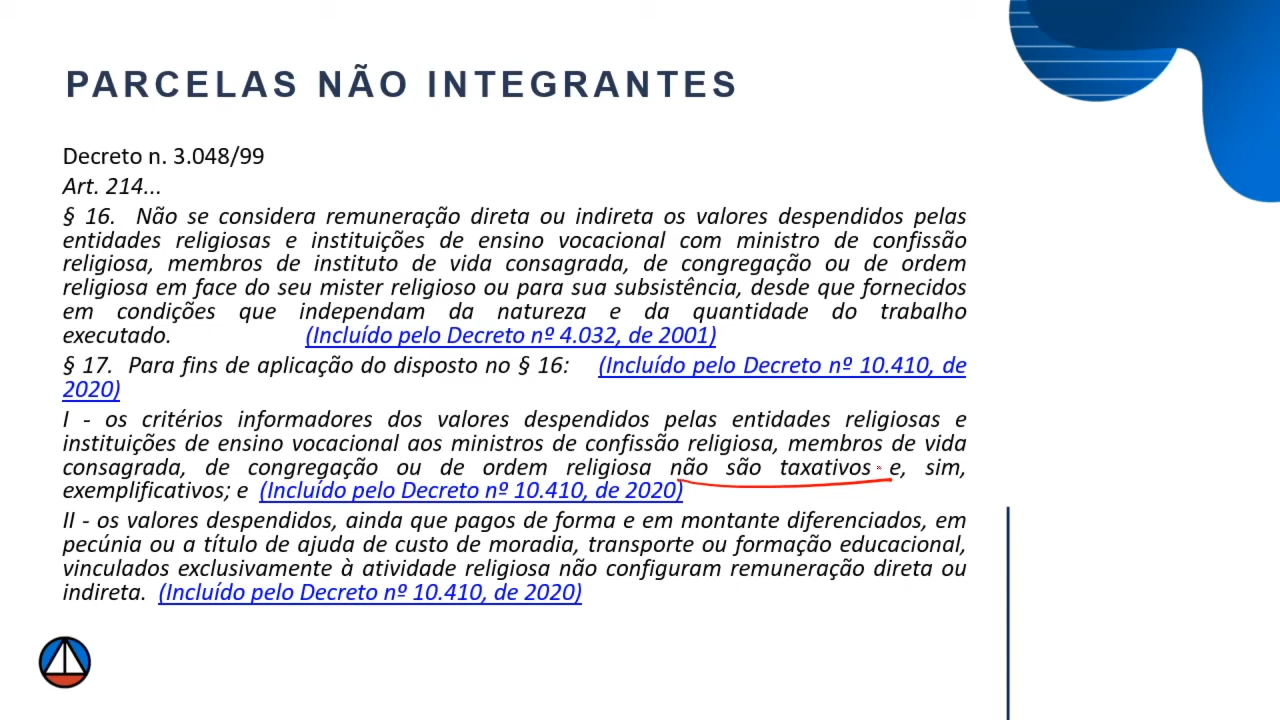 PARCELAS NÃO INTEGRANTES
Decreto n. 3.048/99
Art. 214...
§ 16. Não se considera remuneração direta ou indireta os valores despendidos pelas
entidades religiosas e instituições de ensino vocacional com ministro de confissão
religiosa, membros de instituto de vida consagrada, de congregação ou de ordem
religiosa em face do seu mister religioso ou para sua subsistência, desde que fornecidos
em condições que independam da natureza e da quantidade do trabalho
executado. (Incluído pelo Decreto nº 4.032, de 2001)
§ 17. Para fins de aplicação do disposto no § 16: (Incluído pelo Decreto nº 10.410, de
2020)
I - os critérios informadores dos valores despendidos pelas entidades religiosas e
instituições de ensino vocacional aos ministros de confissão religiosa, membros de vida
consagrada, de congregação ou de ordem religiosa não são taxativos e, sim,
exemplificativos; e (Incluído pelo Decreto nº 10.410, de 2020)
II - os valores despendidos, ainda que pagos de forma e em montante diferenciados, em
pecúnia ou a título de ajuda de custo de moradia, transporte ou formação educacional,
vinculados exclusivamente à atividade religiosa não configuram remuneração direta ou
indireta. (Incluído pelo Decreto nº 10.410, de 2020)